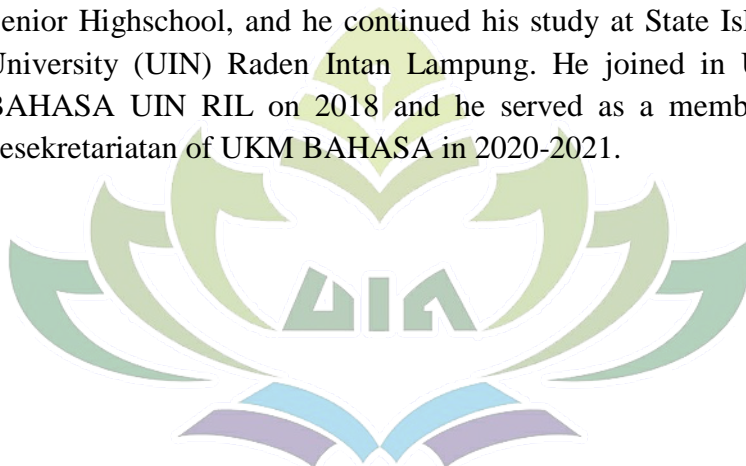 enior Highschool, and he continued his study at State Isl
University (UIN) Raden Intan Lampung. He joined in U
BAHASA UIN RIL on 2018 and he served as a memb
esekretariatan of UKM BAHASA in 2020-2021.
UIN